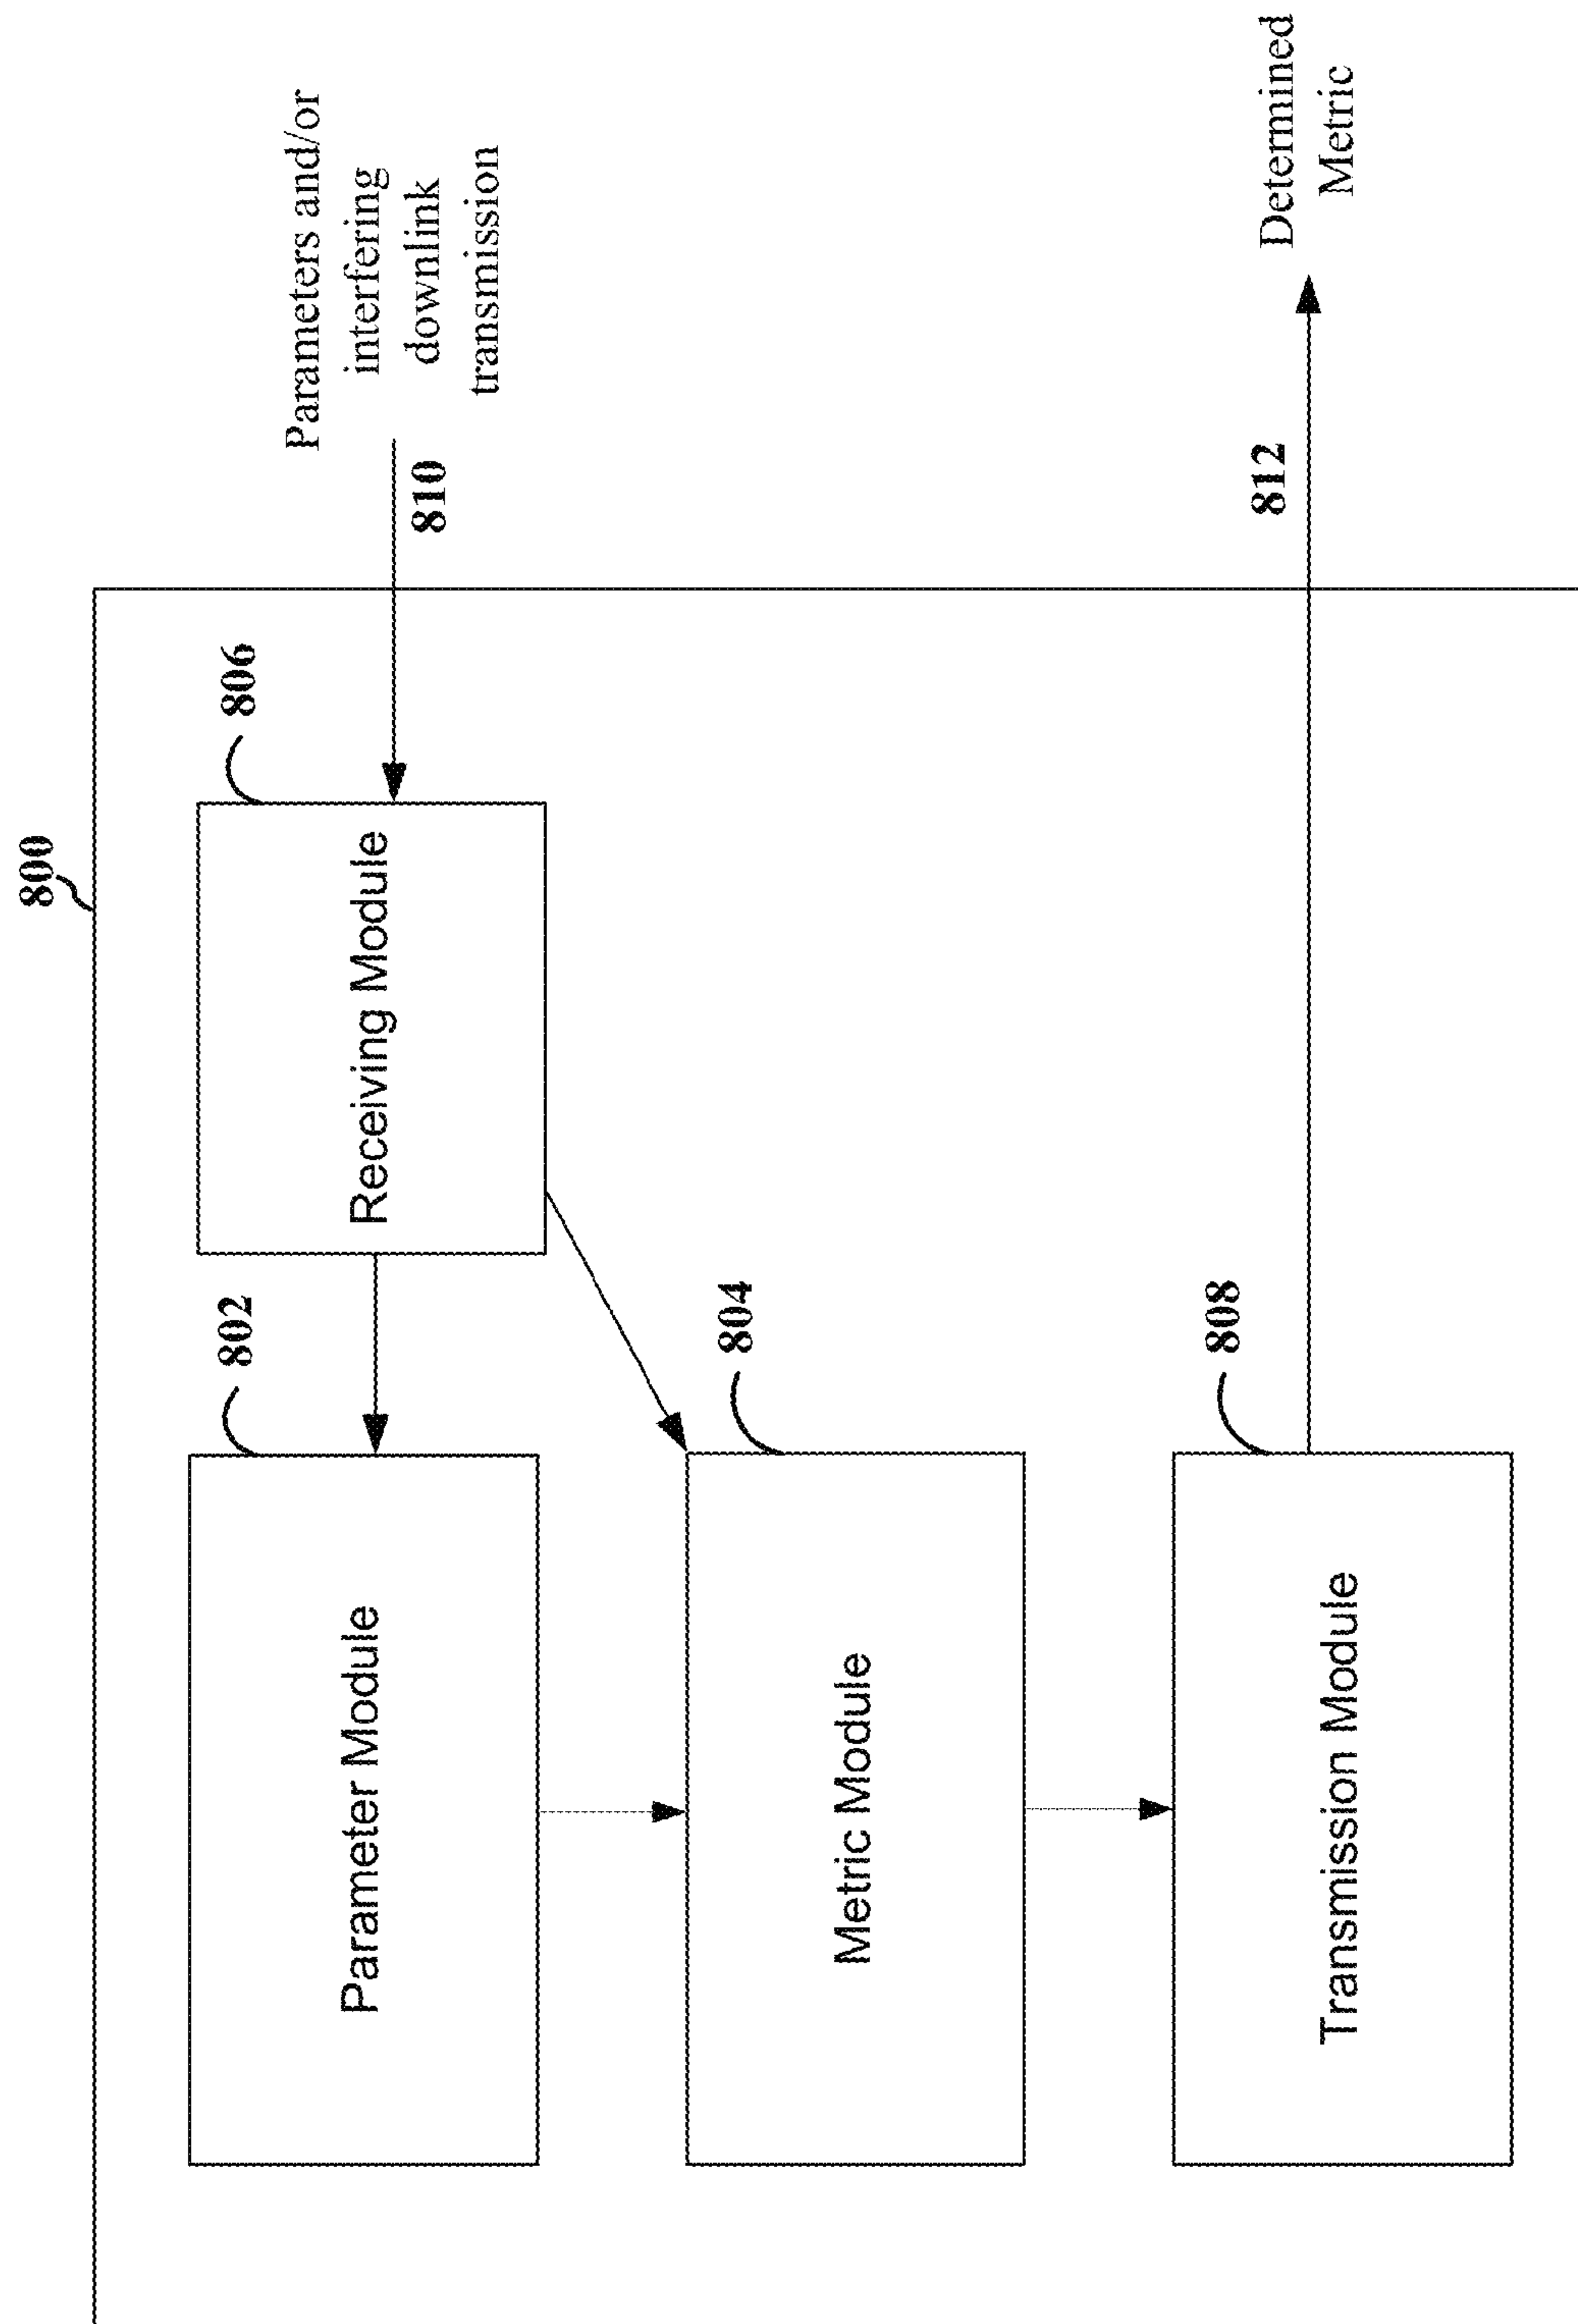 800
806
Receiving Module
Parameters and/or
interfering
downlink
transmission
810
802
Parameter Module
804
Metric Module
808
Transmission Module
812
Determined
Metric